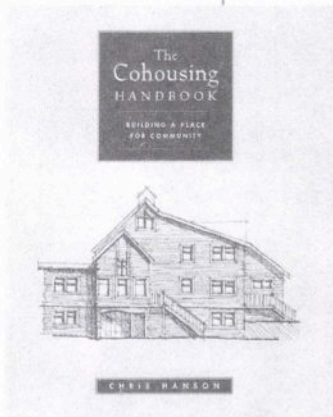 The
Cohousing
HANDBOOK
BUILDING A PLACE
FOR COMMUNITY
CHRIS HANSON